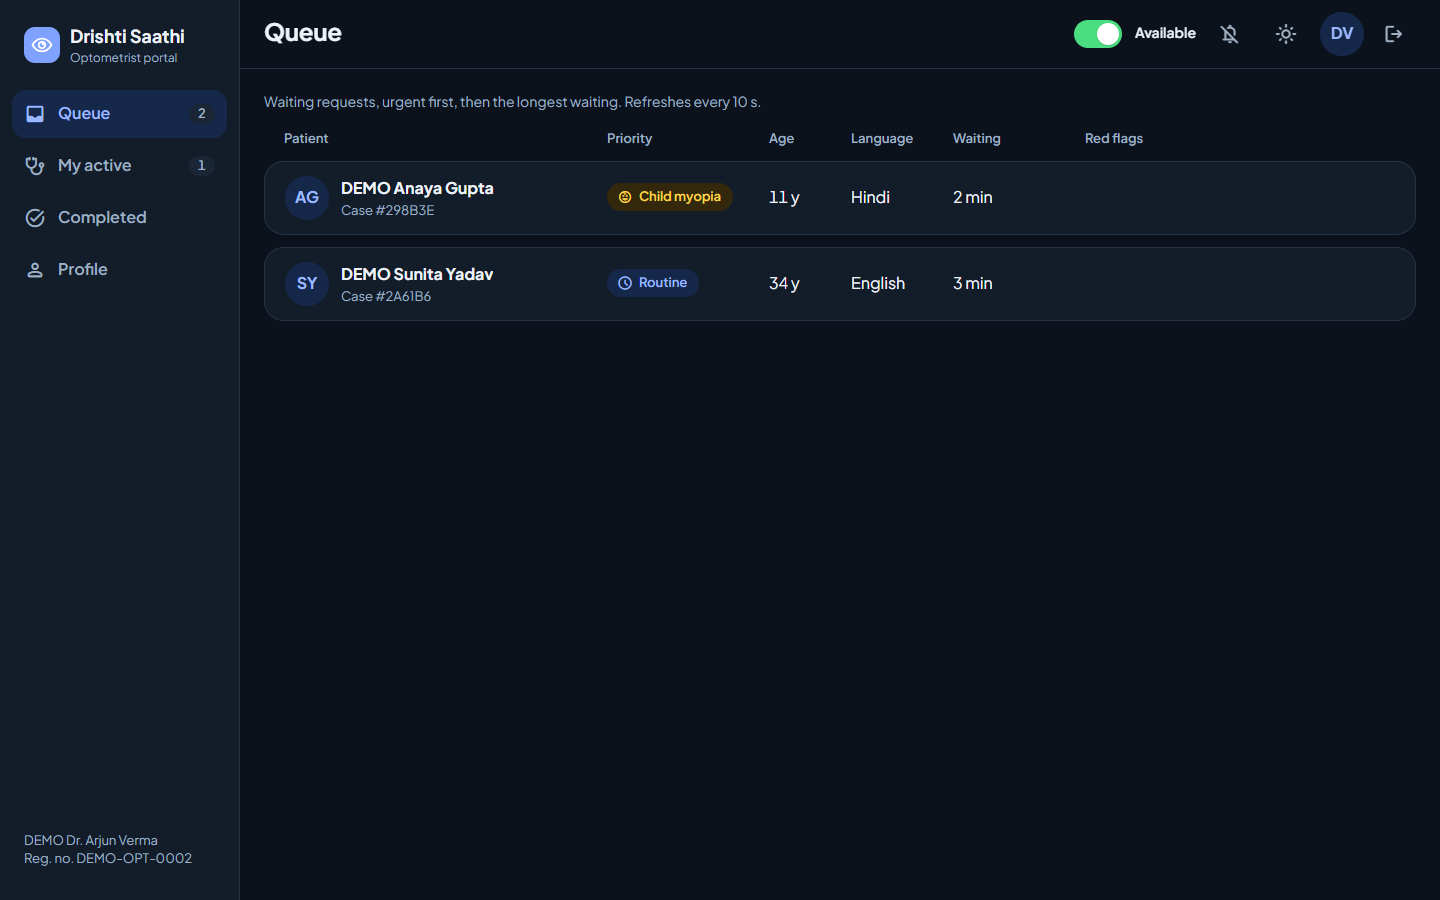 Drishti Saathi
Optometrist portal
Queue 2
My active 1
Completed
Profile
DEMO Dr. Arjun Verma
Reg. no. DEMO-OPT-0002
Queue
Available
DV
Waiting requests, urgent first, then the longest waiting. Refreshes every 10 s.
Patient Priority Age Language Waiting Red flags
AG DEMO Anaya Gupta Child myopia 11 y Hindi 2 min
Case #298B3E
SY DEMO Sunita Yadav Routine 34 y English 3 min
Case #2A61B6